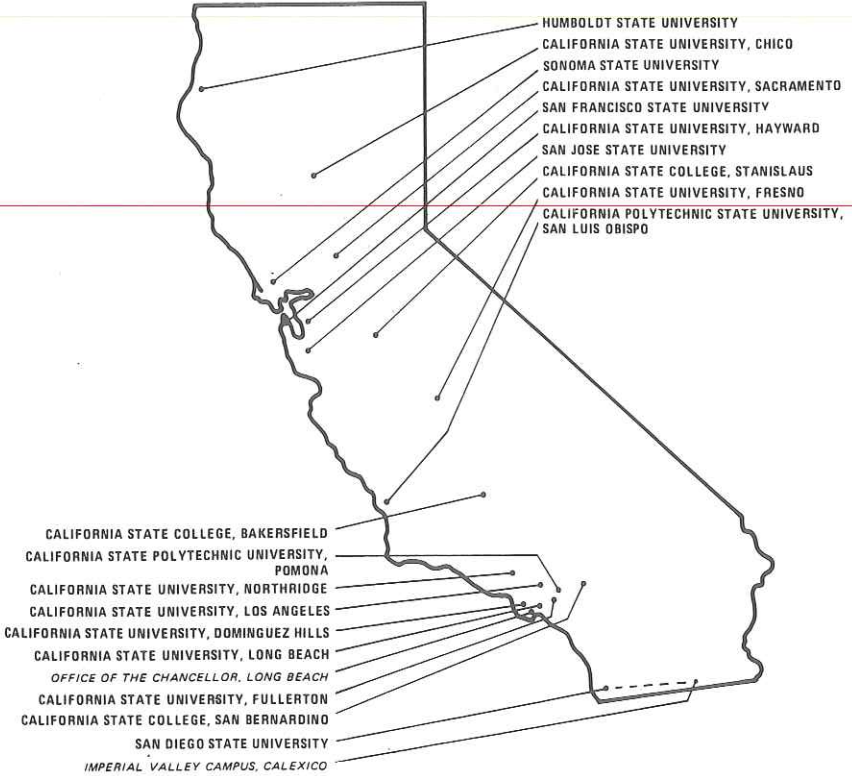 HUMBOLDT STATE UNIVERSITY
CALIFORNIA STATE UNIVERSITY, CHICO
SONOMA STATE UNIVERSITY
CALIFORNIA STATE UNIVERSITY, SACRAMENTO
SAN FRANCISCO STATE UNIVERSITY
CALIFORNIA STATE UNIVERSITY, HAYWARD
SAN JOSE STATE UNIVERSITY
CALIFORNIA STATE COLLEGE, STANISLAUS
CALIFORNIA STATE UNIVERSITY, FRESNO
CALIFORNIA POLYTECHNIC STATE UNIVERSITY,
SAN LUIS OBISPO
CALIFORNIA STATE COLLEGE, BAKERSFIELD
CALIFORNIA STATE POLYTECHNIC UNIVERSITY,
POMONA
CALIFORNIA STATE UNIVERSITY, NORTHRIDGE
CALIFORNIA STATE UNIVERSITY, LOS ANGELES
CALIFORNIA STATE UNIVERSITY, DOMINGUEZ HILLS
CALIFORNIA STATE UNIVERSITY, LONG BEACH
OFFICE OF THE CHANCELLOR, LONG BEACH
CALIFORNIA STATE UNIVERSITY, FULLERTON
CALIFORNIA STATE COLLEGE, SAN BERNARDINO
SAN DIEGO STATE UNIVERSITY
IMPERIAL VALLEY CAMPUS, CALEXICO